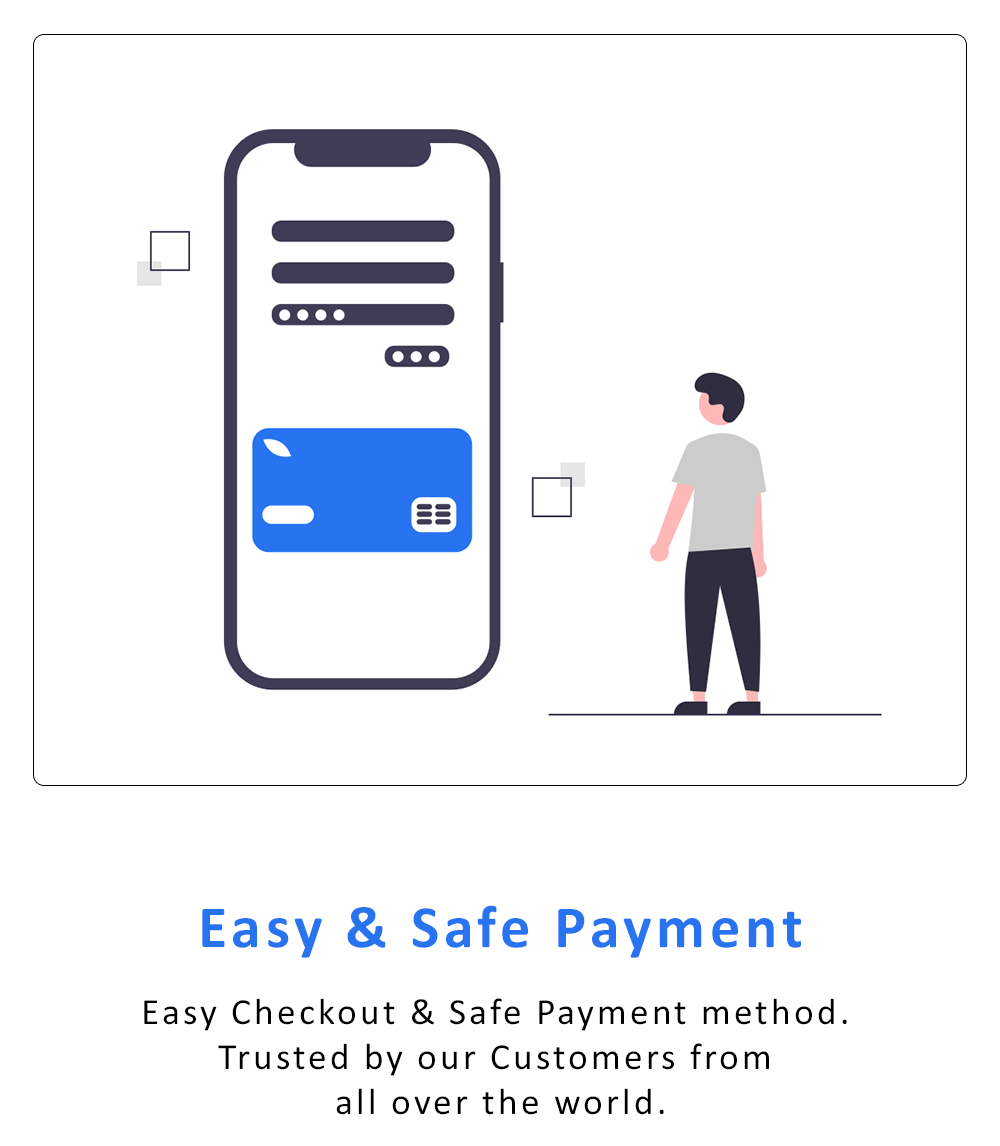 Easy & Safe Payment
Easy Checkout & Safe Payment method.
Trusted by our Customers from
all over the world.